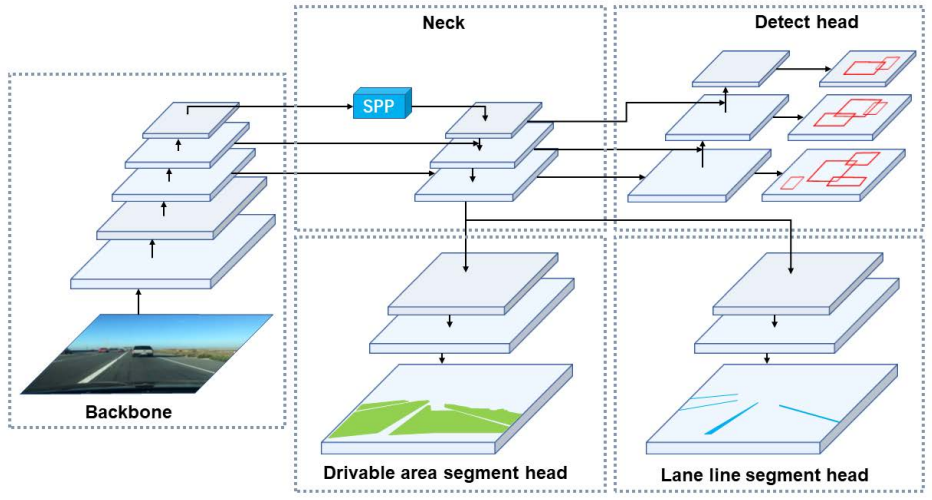 Neck
Detect head
SPP
Backbone
Drivable area segment head
Lane line segment head